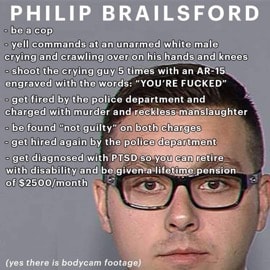 PHILIP BRAILSFORD
- be a cop
- yell commands at an unarmed white male
crying and crawling over on his hands and knees
- shoot the crying guy 5 times with an AR-15
engraved with the words: “YOU'RE FUCKED”
- get fired by the police department and
charged with murder and reckless manslaughter
- be found “not guilty” on both charges
- get hired again by the police department
- get diagnosed with PTSD so you can retire
with disability and be given a lifetime pension
of $2500/month
(yes there is bodycam footage)